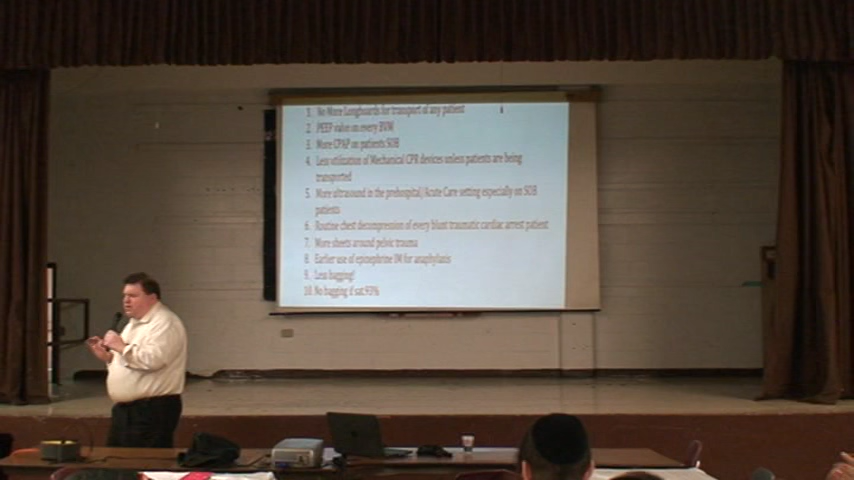 1. No More Longboards for transport of any patient
2. PEEP valve on every BVM
3. More CPAP on patients SOB
4. Less utilization of Mechanical CPR devices unless patients are being
transported
5. More ultrasound in the prehospital/Acute Care setting especially on SOB
patients
6. Routine chest decompression of every blunt traumatic cardiac arrest patient
7. More sheets around pelvic trauma
8. Earlier use of epinephrine IM for anaphylaxis
9. Less bagging!
10. No bagging if sat 93%